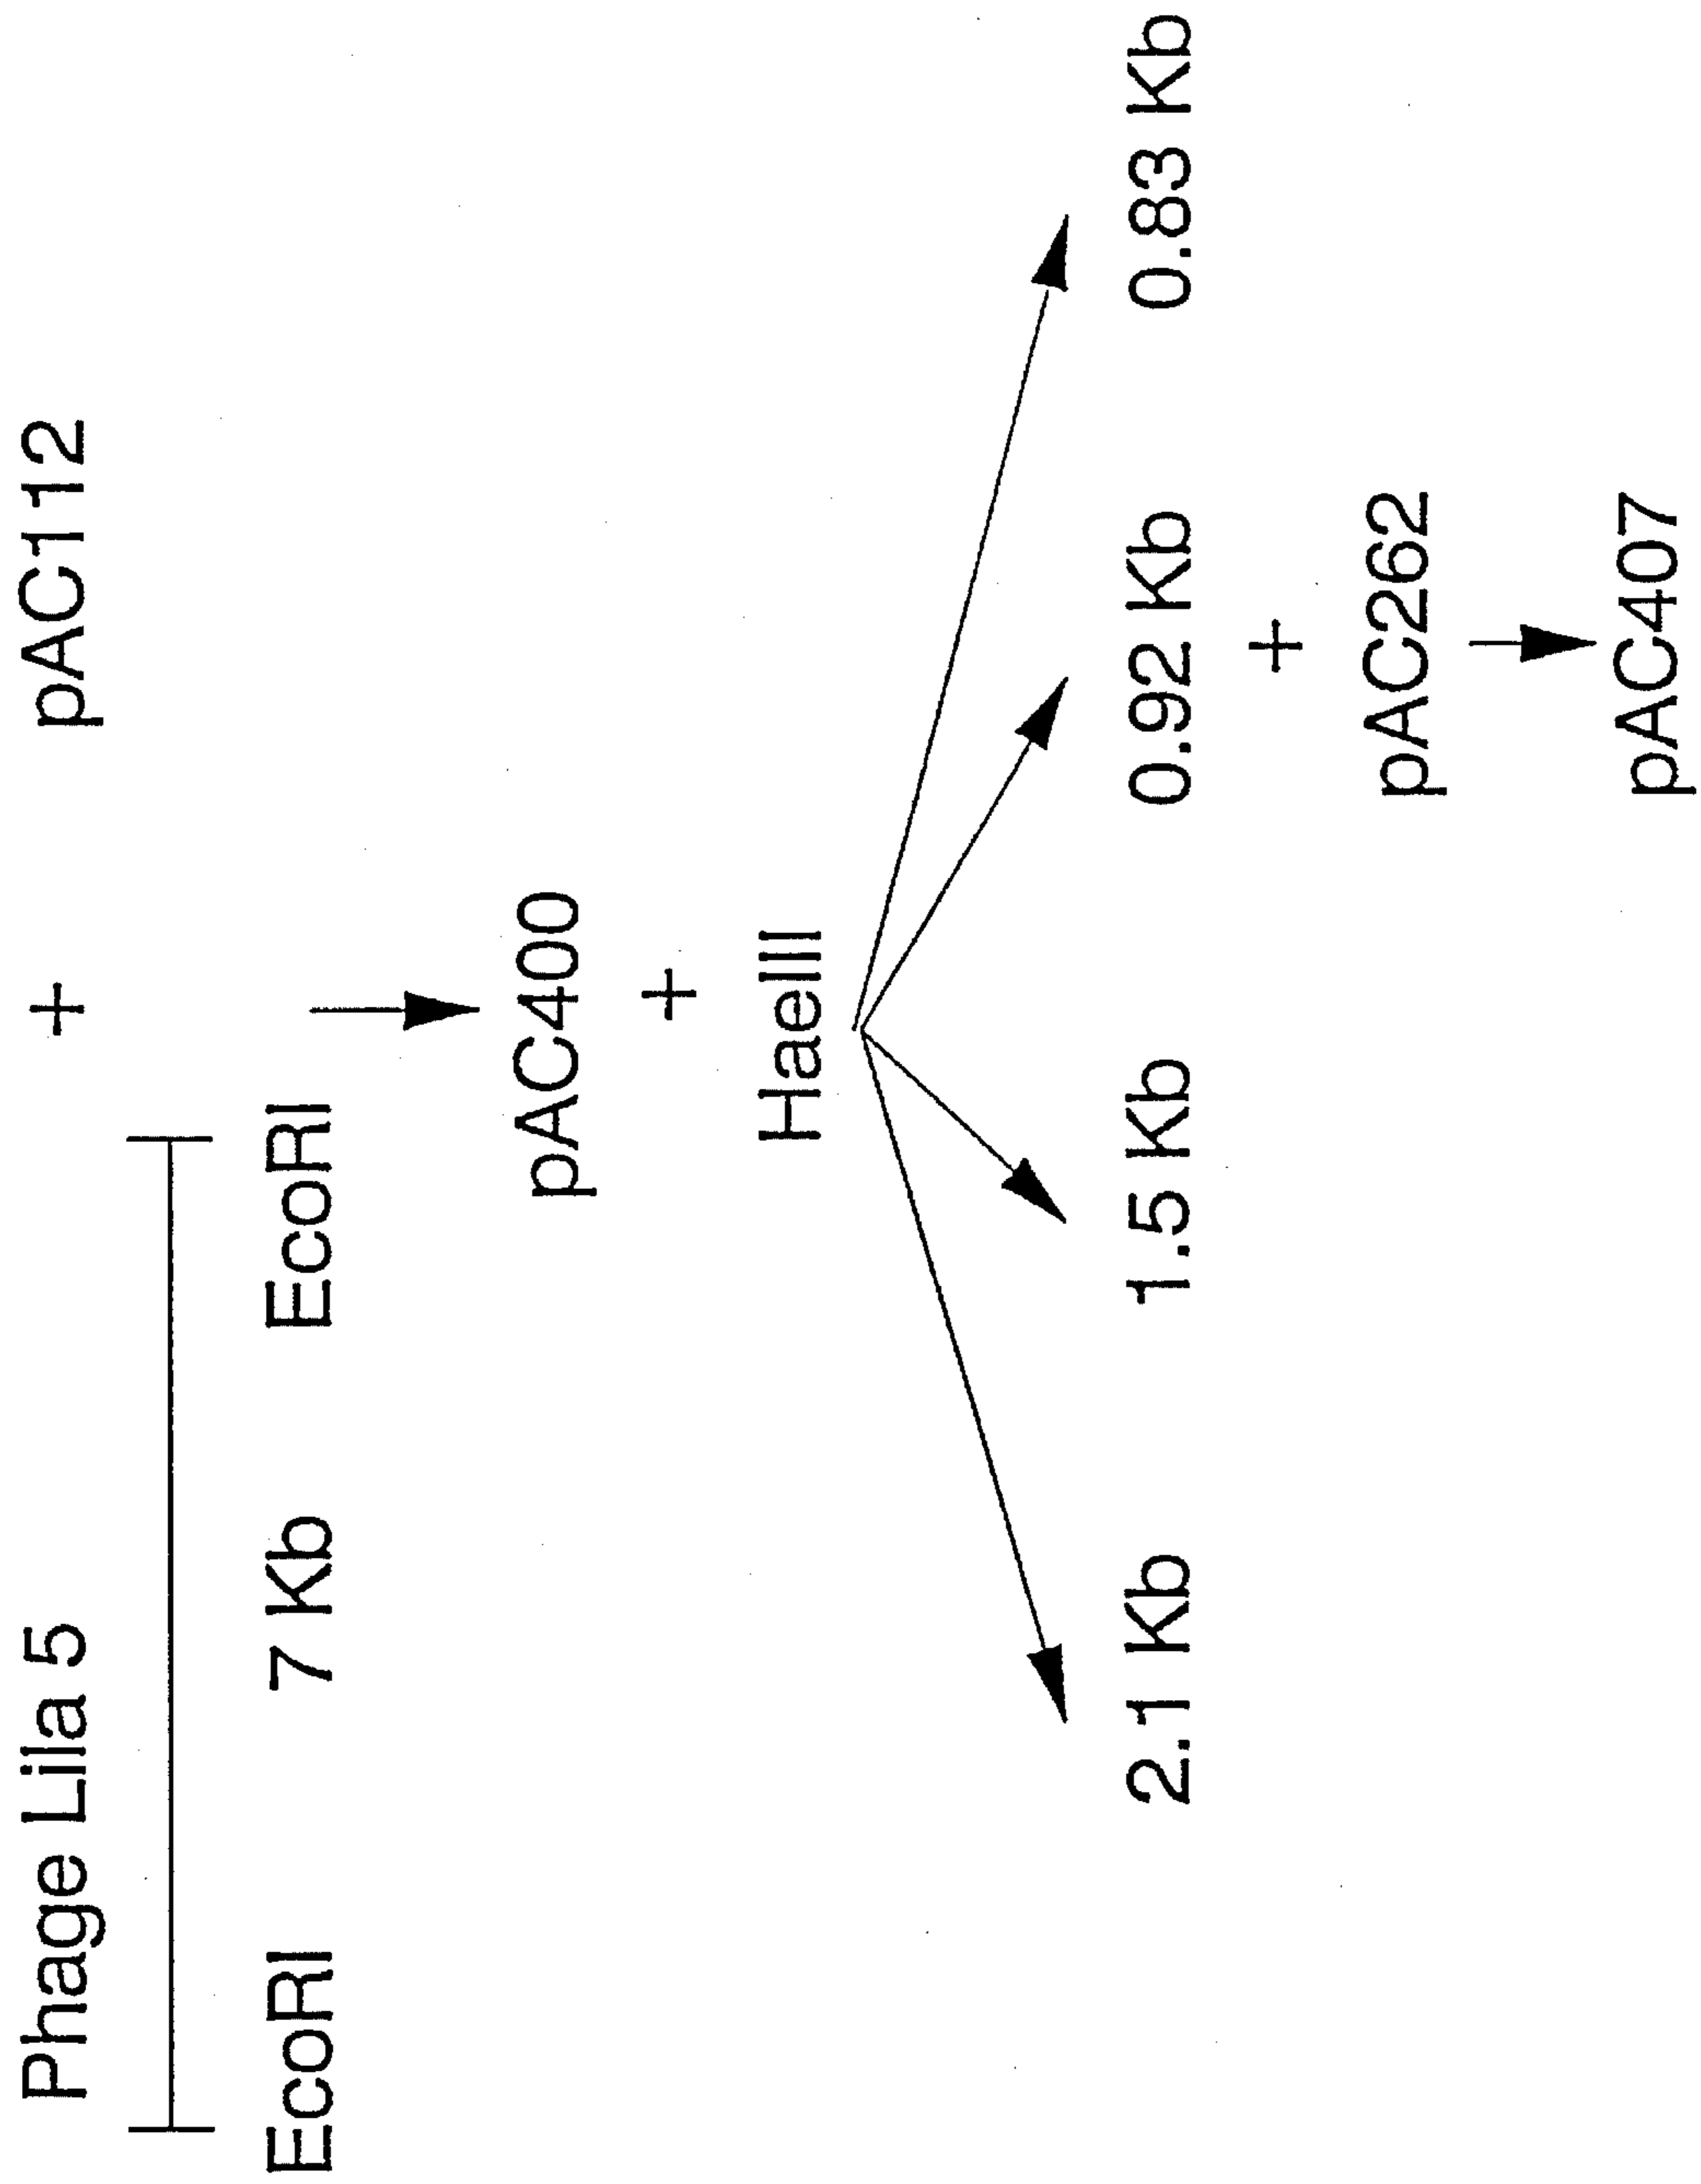 Phage Lila 5 + pAC112
EcoRI 7 Kb EcoRI
pAC400
+
HaeIII
2.1 Kb 1.5 Kb 0.92 Kb 0.83 Kb
+
pAC262
pAC407